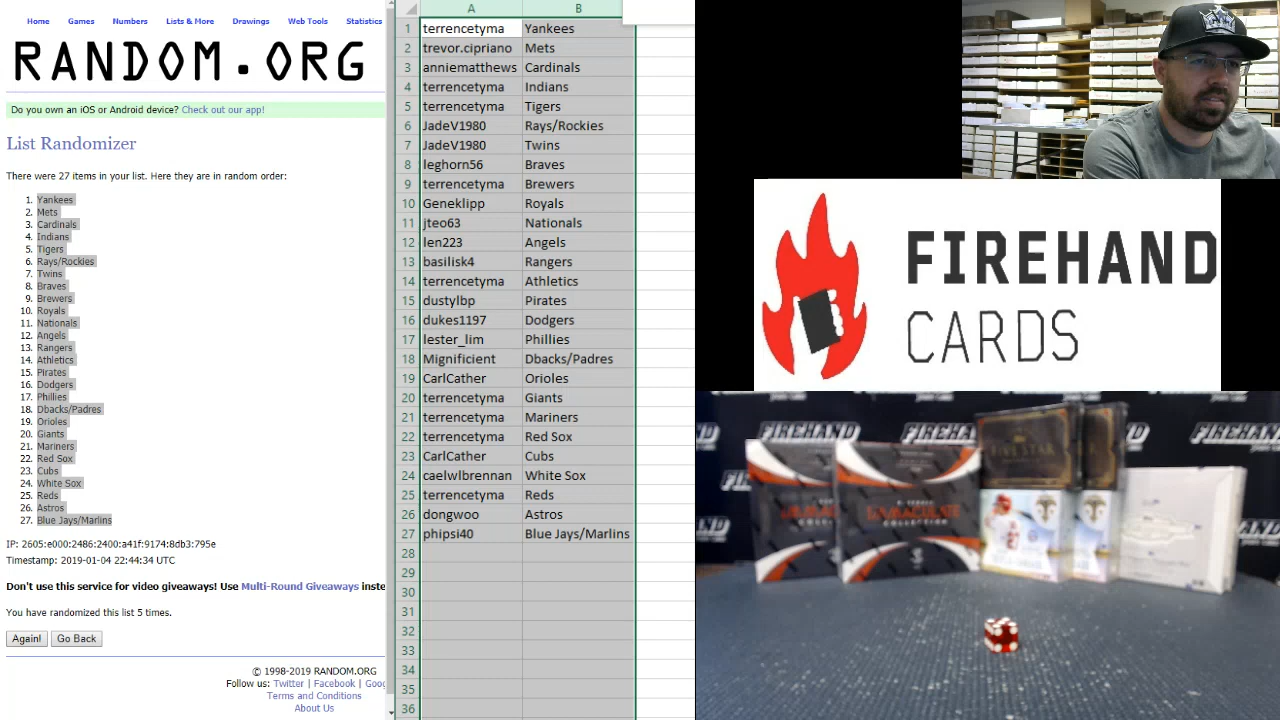 Home Games Numbers Lists & More Drawings Web Tools Statistics
RANDOM.ORG
Do you own an iOS or Android device? Check out our app!
List Randomizer
There were 27 items in your list. Here they are in random order:
1. Yankees
2. Mets
3. Cardinals
4. Indians
5. Tigers
6. Rays/Rockies
7. Twins
8. Braves
9. Brewers
10. Royals
11. Nationals
12. Angels
13. Rangers
14. Athletics
15. Pirates
16. Dodgers
17. Phillies
18. Dbacks/Padres
19. Orioles
20. Giants
21. Mariners
22. Red Sox
23. Cubs
24. White Sox
25. Reds
26. Astros
27. Blue Jays/Marlins
IP: 2605:e000:2486:2400:a41f:9174:8db3:795e
Timestamp: 2019-01-04 22:44:34 UTC
Don't use this service for video giveaways! Use Multi-Round Giveaways inste
You have randomized this list 5 times.
Again! Go Back
© 1998-2019 RANDOM.ORG
Follow us: Twitter | Facebook | Goog
Terms and Conditions
About Us
A B
1 terrencetyma Yankees
2 trevor.cipriano Mets
3 annematthews Cardinals
4 terrencetyma Indians
5 terrencetyma Tigers
6 JadeV1980 Rays/Rockies
7 JadeV1980 Twins
8 leghorn56 Braves
9 terrencetyma Brewers
10 Geneklipp Royals
11 jteo63 Nationals
12 len223 Angels
13 basilisk4 Rangers
14 terrencetyma Athletics
15 dustylbp Pirates
16 dukes1197 Dodgers
17 lester_lim Phillies
18 Mignificient Dbacks/Padres
19 CarlCather Orioles
20 terrencetyma Giants
21 terrencetyma Mariners
22 terrencetyma Red Sox
23 CarlCather Cubs
24 caelwlbrennan White Sox
25 terrencetyma Reds
26 dongwoo Astros
27 phipsi40 Blue Jays/Marlins
28
29
30
31
32
33
34
35
36
FIREHAND
CARDS
FIREHAND
FIREHAND
FIVE STAR
IMMACULATE
COLLECTION